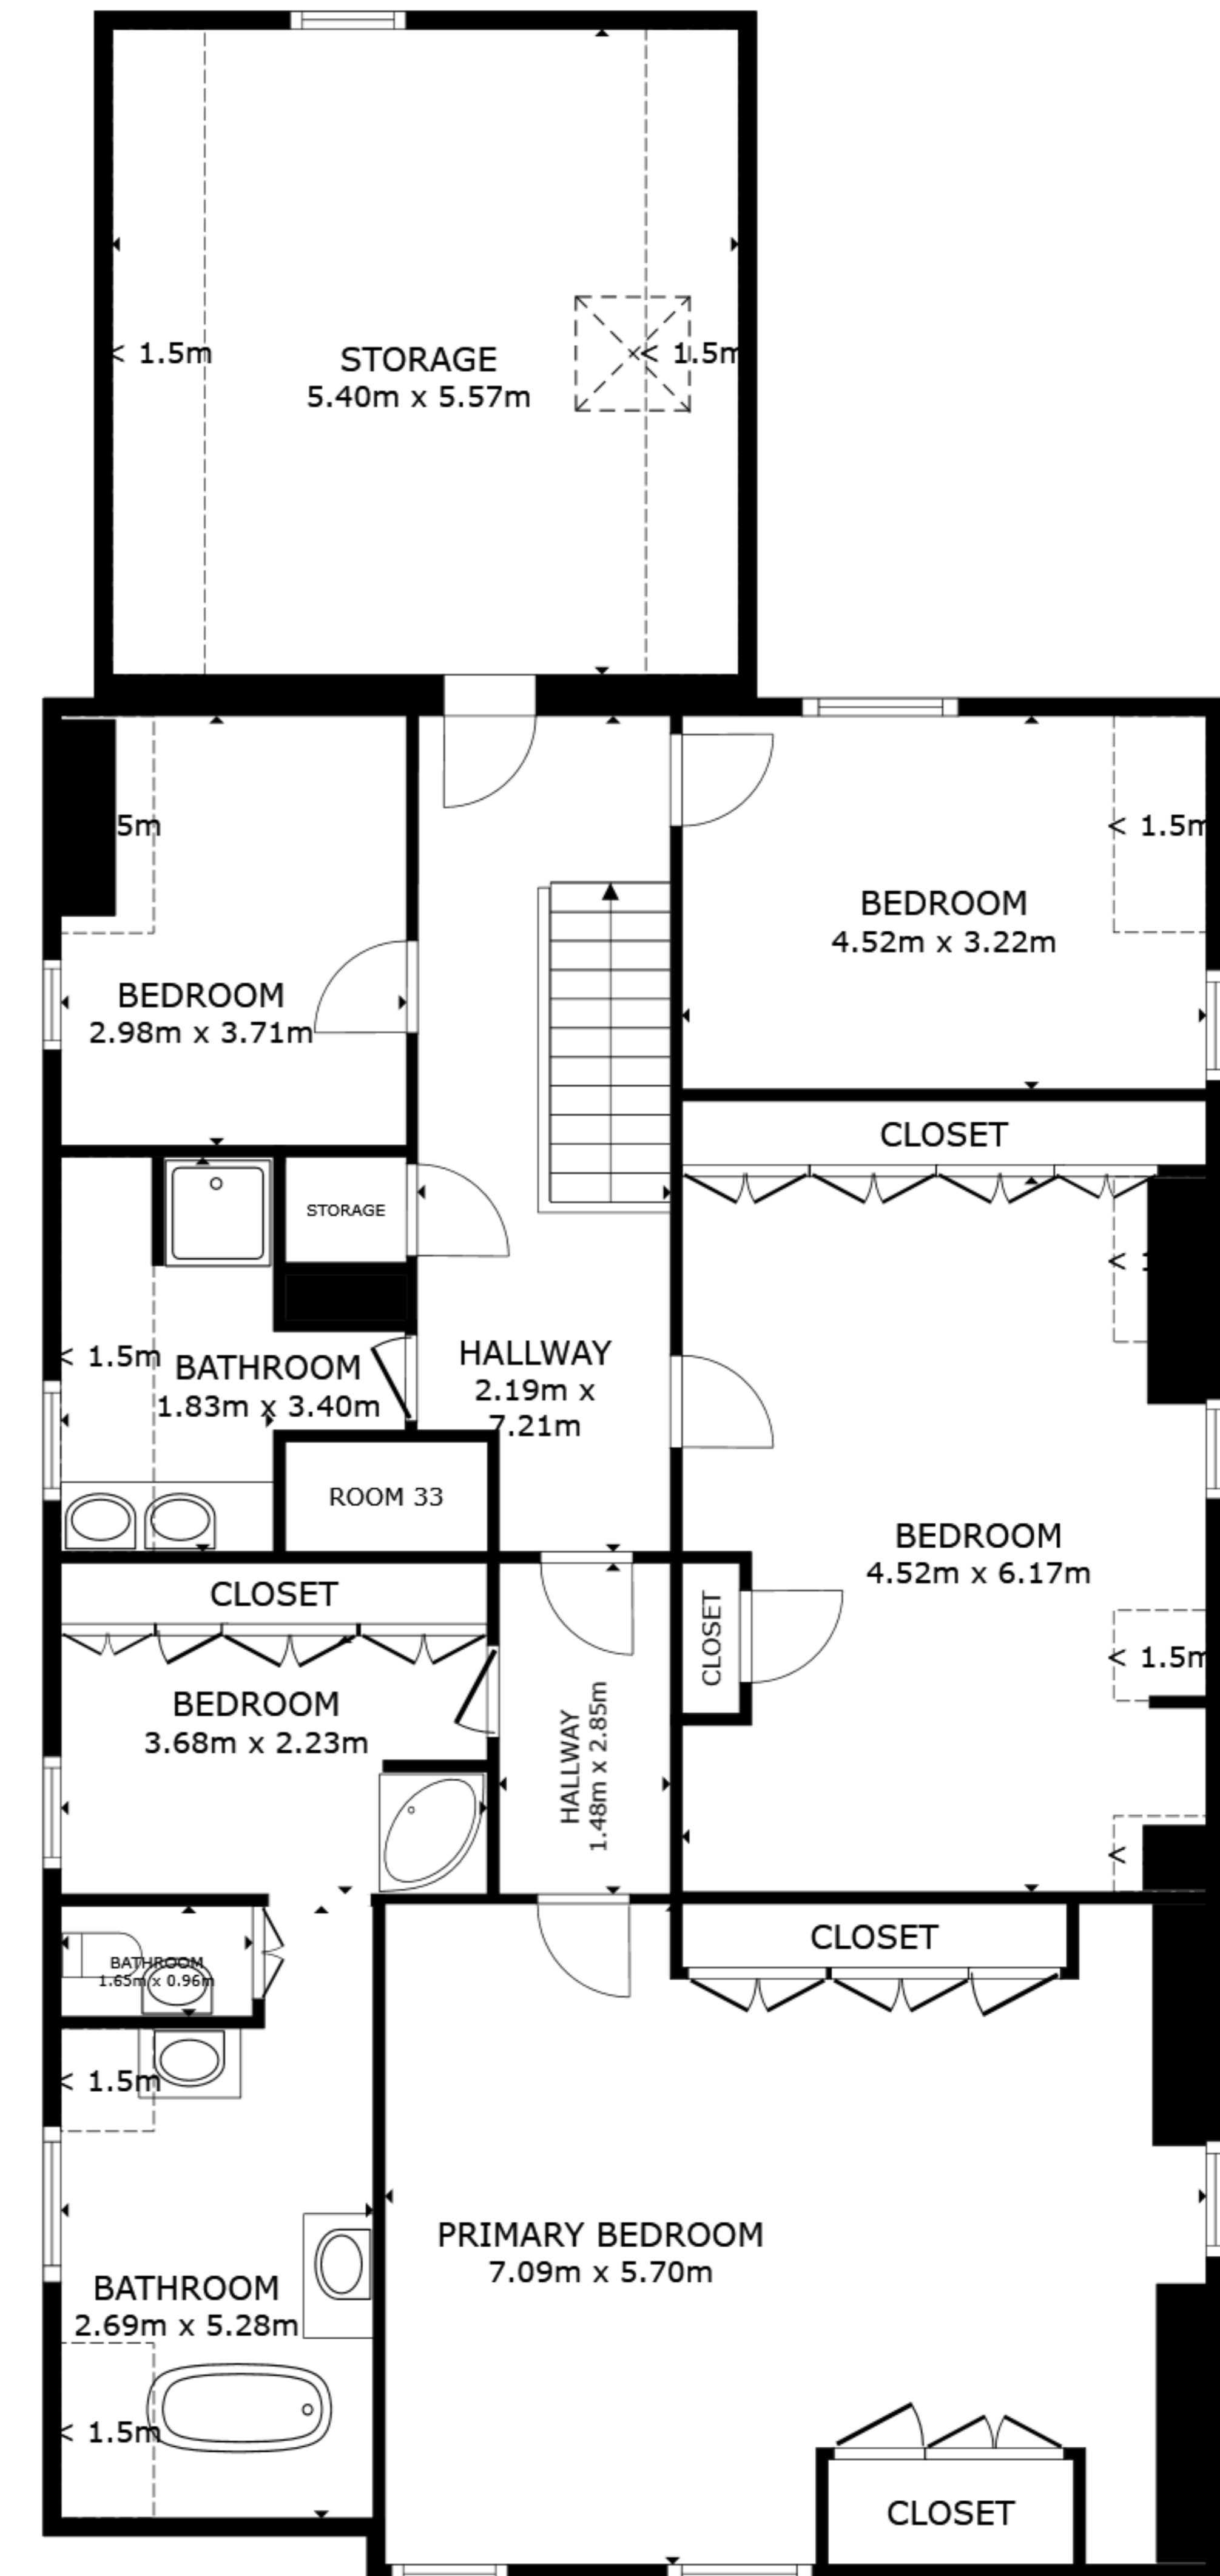 < 1.5m
STORAGE
5.40m x 5.57m
< 1.5m
5m
BEDROOM
2.98m x 3.71m
< 1.5m
BEDROOM
4.52m x 3.22m
CLOSET
STORAGE
<
< 1.5m
BATHROOM
1.83m x 3.40m
HALLWAY
2.19m x
7.21m
ROOM 33
BEDROOM
4.52m x 6.17m
CLOSET
CLOSET
< 1.5m
BEDROOM
3.68m x 2.23m
HALLWAY
1.48m x 2.85m
<
CLOSET
BATHROOM
1.65m x 0.96m
< 1.5m
PRIMARY BEDROOM
7.09m x 5.70m
BATHROOM
2.69m x 5.28m
< 1.5m
CLOSET